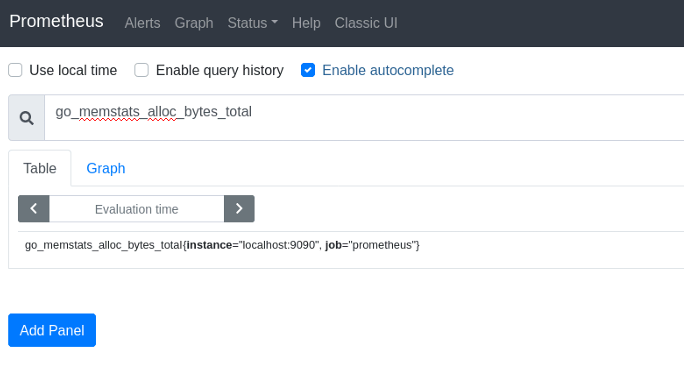 Prometheus Alerts Graph Status Help Classic UI
Use local time Enable query history Enable autocomplete
go_memstats_alloc_bytes_total
Table Graph
Evaluation time
go_memstats_alloc_bytes_total{instance="localhost:9090", job="prometheus"}
Add Panel